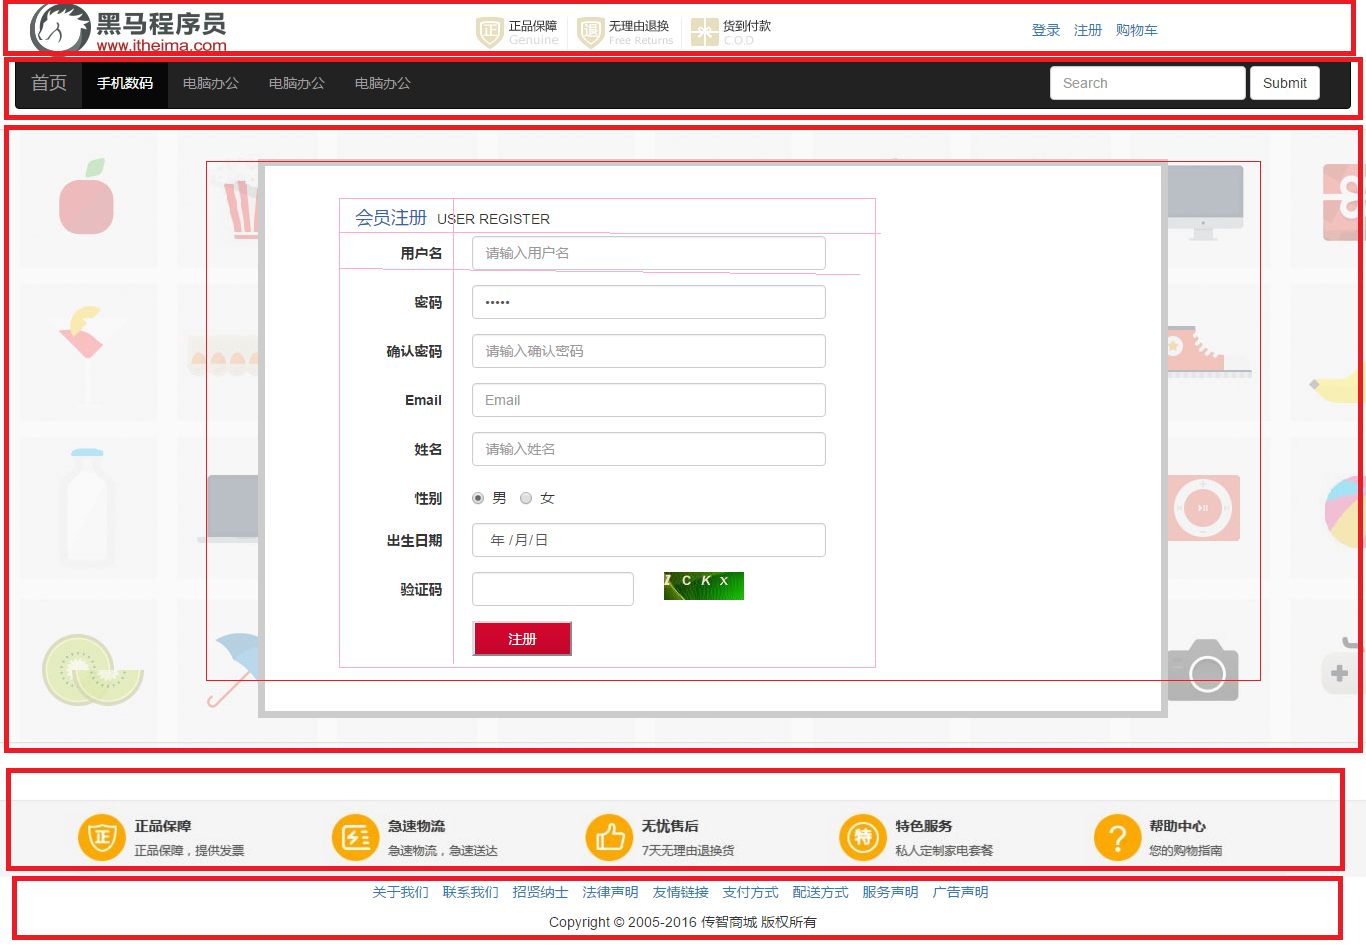 黑马程序员
www.itheima.com
正 正品保障 退 无理由退换 货到付款
Genuine Free Returns C.O.D
登录 注册 购物车
首页 手机数码 电脑办公 电脑办公 电脑办公 Search Submit
会员注册 USER REGISTER
用户名 请输入用户名
密码 •••••
确认密码 请输入确认密码
Email Email
姓名 请输入姓名
性别 男 女
出生日期 年 /月/日
验证码 CKX
注册
正 正品保障
正品保障，提供发票
急速物流
急速物流，急速送达
无忧售后
7天无理由退换货
特 特色服务
私人定制家电套餐
? 帮助中心
您的购物指南
关于我们 联系我们 招贤纳士 法律声明 友情链接 支付方式 配送方式 服务声明 广告声明
Copyright © 2005-2016 传智商城 版权所有